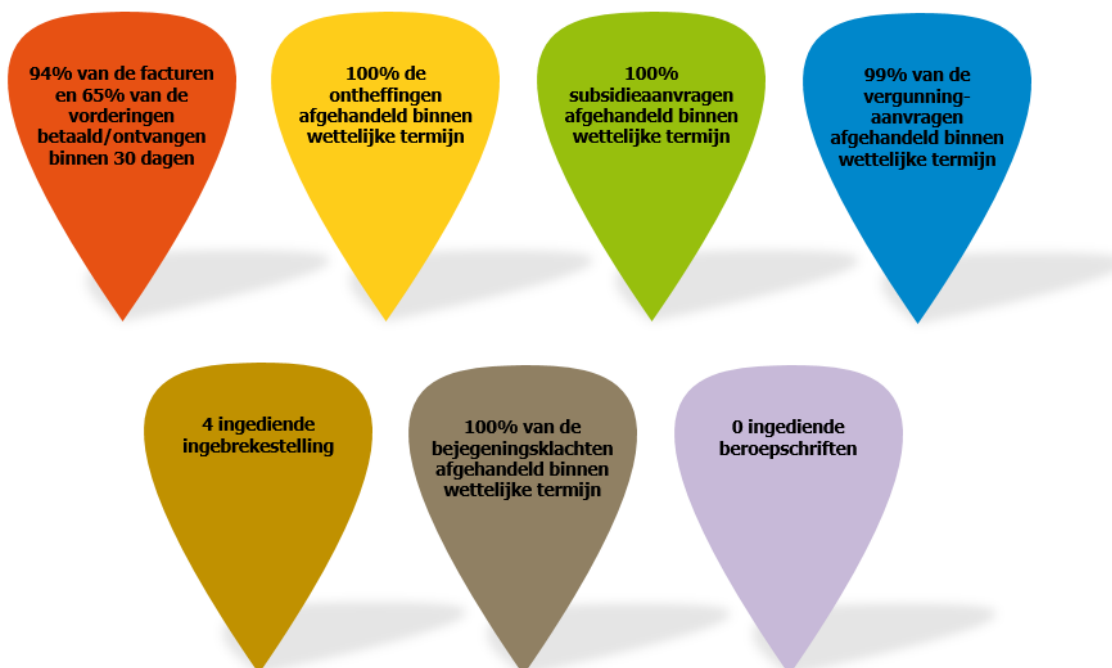 94% van de facturen
en 65% van de
vorderingen
betaald/ontvangen
binnen 30 dagen
100% de
ontheffingen
afgehandeld binnen
wettelijke termijn
100%
subsidieaanvragen
afgehandeld binnen
wettelijke termijn
99% van de
vergunning-
aanvragen
afgehandeld binnen
wettelijke termijn
4 ingediende
ingebrekestelling
100% van de
bejegeningsklachten
afgehandeld binnen
wettelijke termijn
0 ingediende
beroepschriften